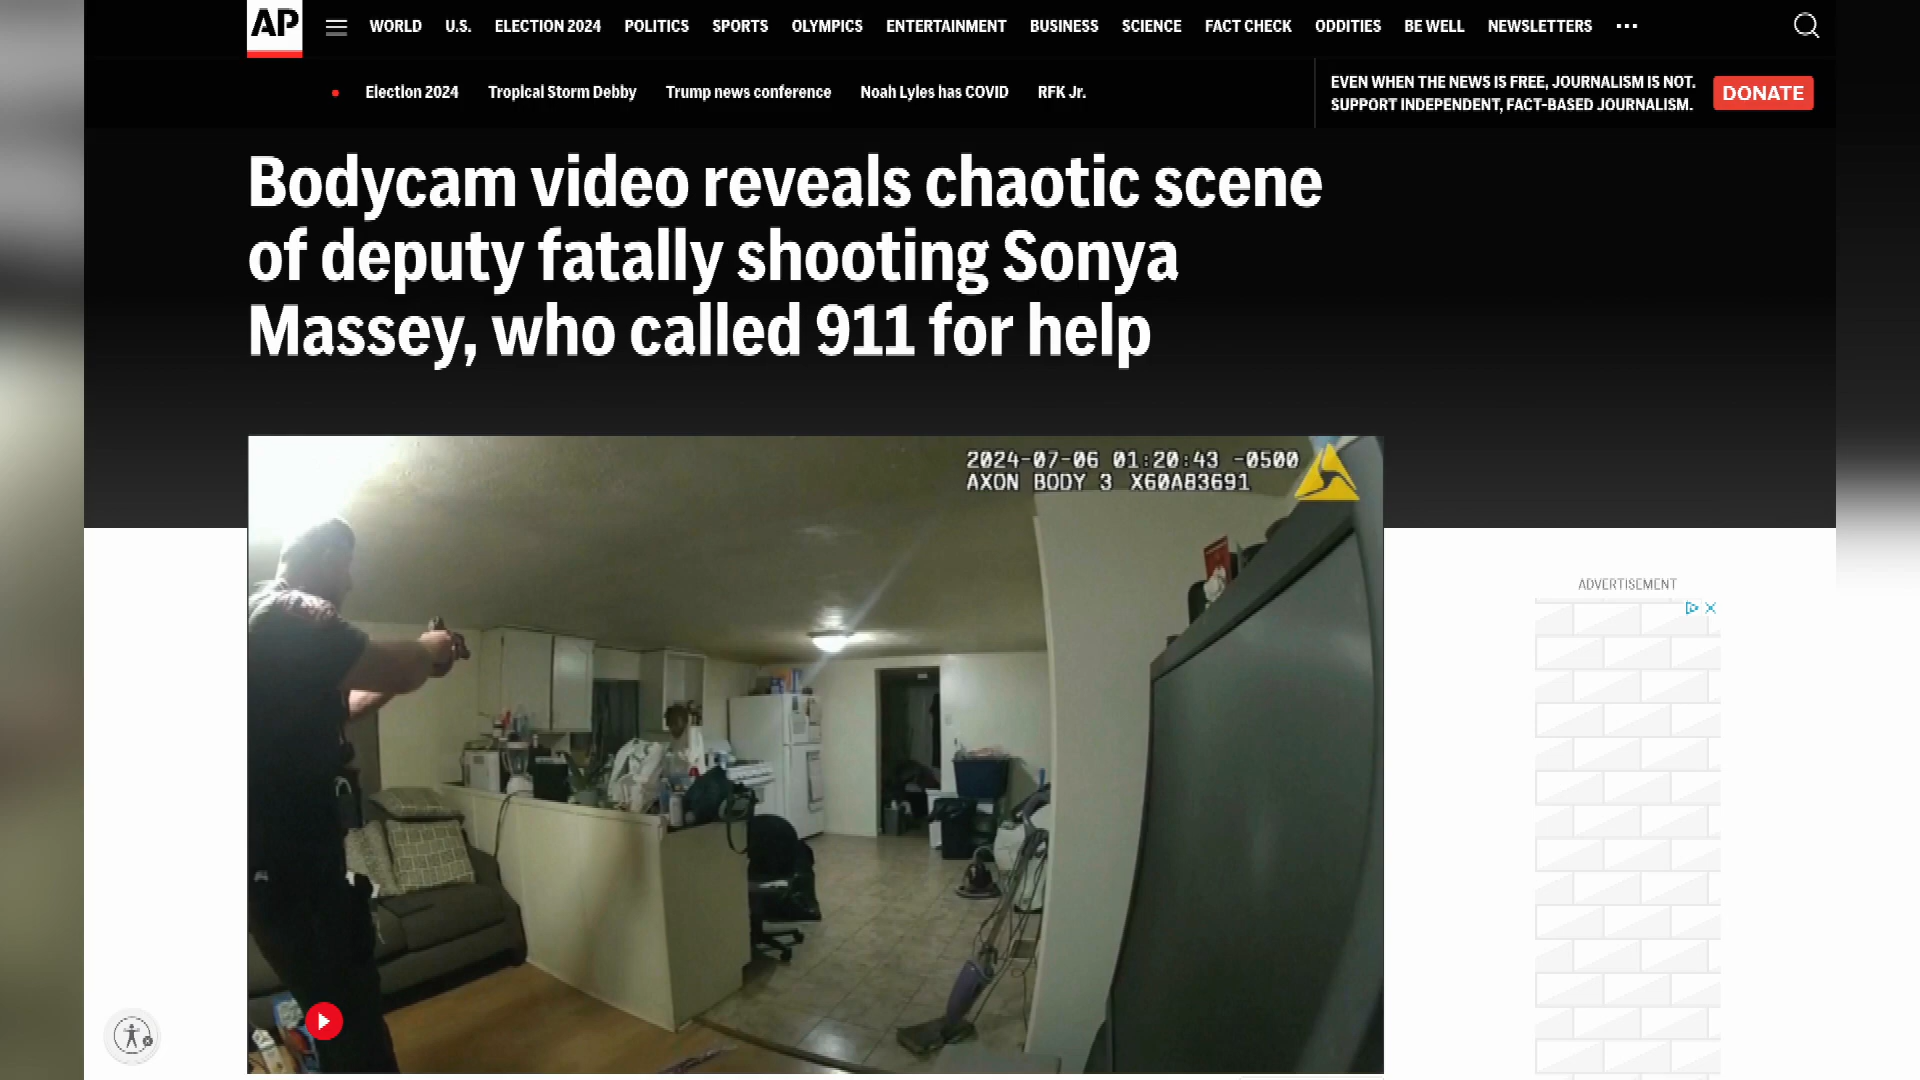 AP
WORLD U.S. ELECTION 2024 POLITICS SPORTS OLYMPICS ENTERTAINMENT BUSINESS SCIENCE FACT CHECK ODDITIES BE WELL NEWSLETTERS ...
Election 2024 Tropical Storm Debby Trump news conference Noah Lyles has COVID RFK Jr.
EVEN WHEN THE NEWS IS FREE, JOURNALISM IS NOT.
SUPPORT INDEPENDENT, FACT-BASED JOURNALISM.
DONATE
Bodycam video reveals chaotic scene
of deputy fatally shooting Sonya
Massey, who called 911 for help
2024-07-06 01:20:43 -0500
AXON BODY 3 X60A83691
ADVERTISEMENT